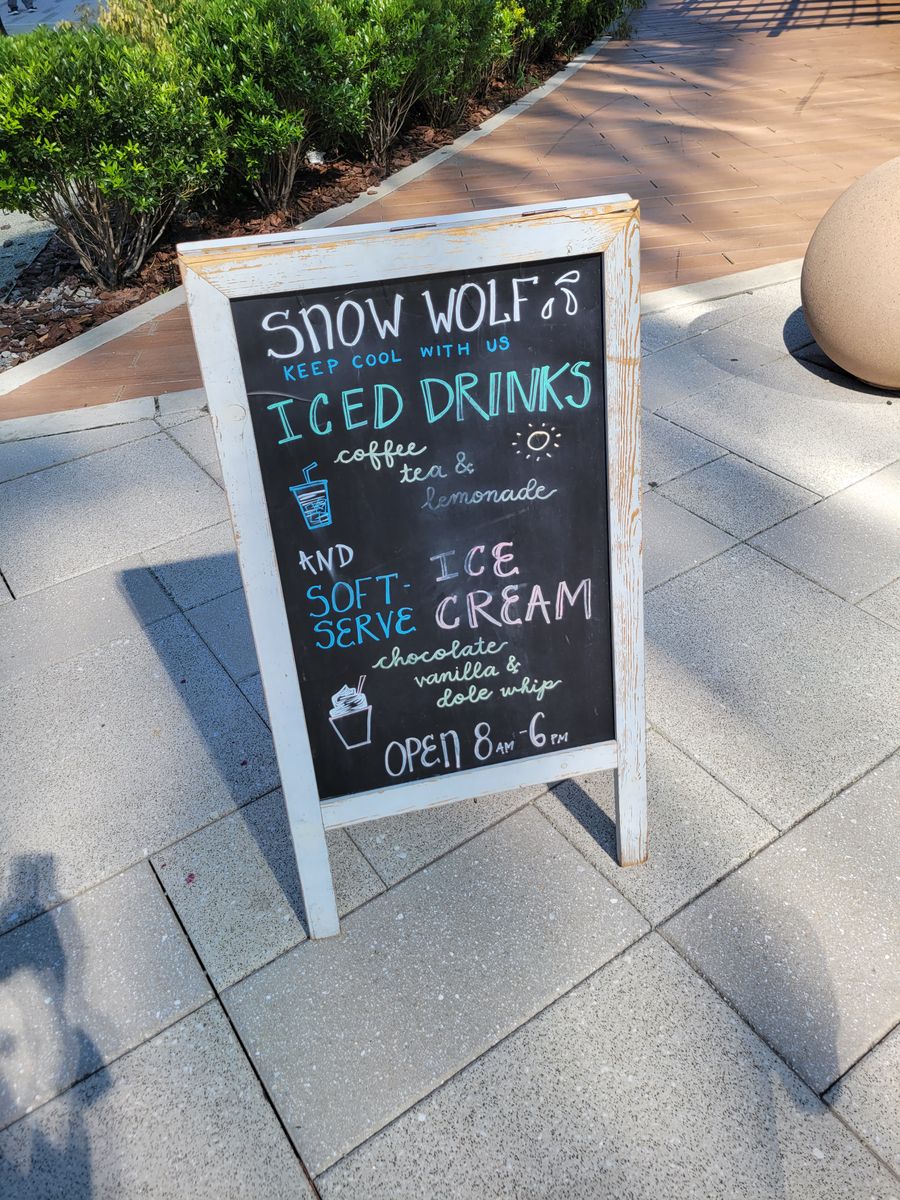 SNOW WOLF
KEEP COOL WITH US
ICED DRINKS
coffee
tea &
lemonade
AND
SOFT-
SERVE
ICE
CREAM
chocolate
vanilla &
dole whip
OPEN 8AM-6PM